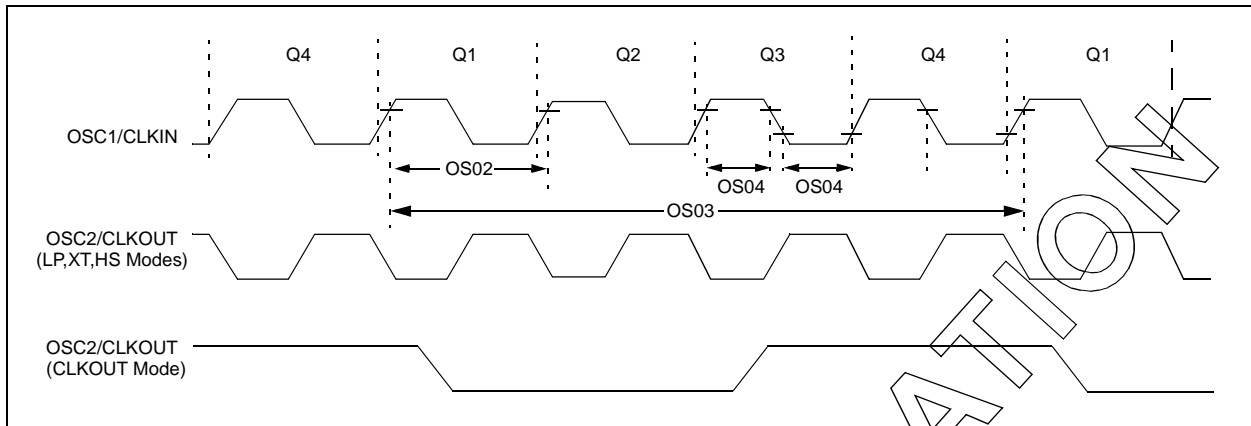 Q4 Q1 Q2 Q3 Q4 Q1
OSC1/CLKIN
OS02
OS04 OS04
OS03
OSC2/CLKOUT
(LP,XT,HS Modes)
OSC2/CLKOUT
(CLKOUT Mode)
ATION